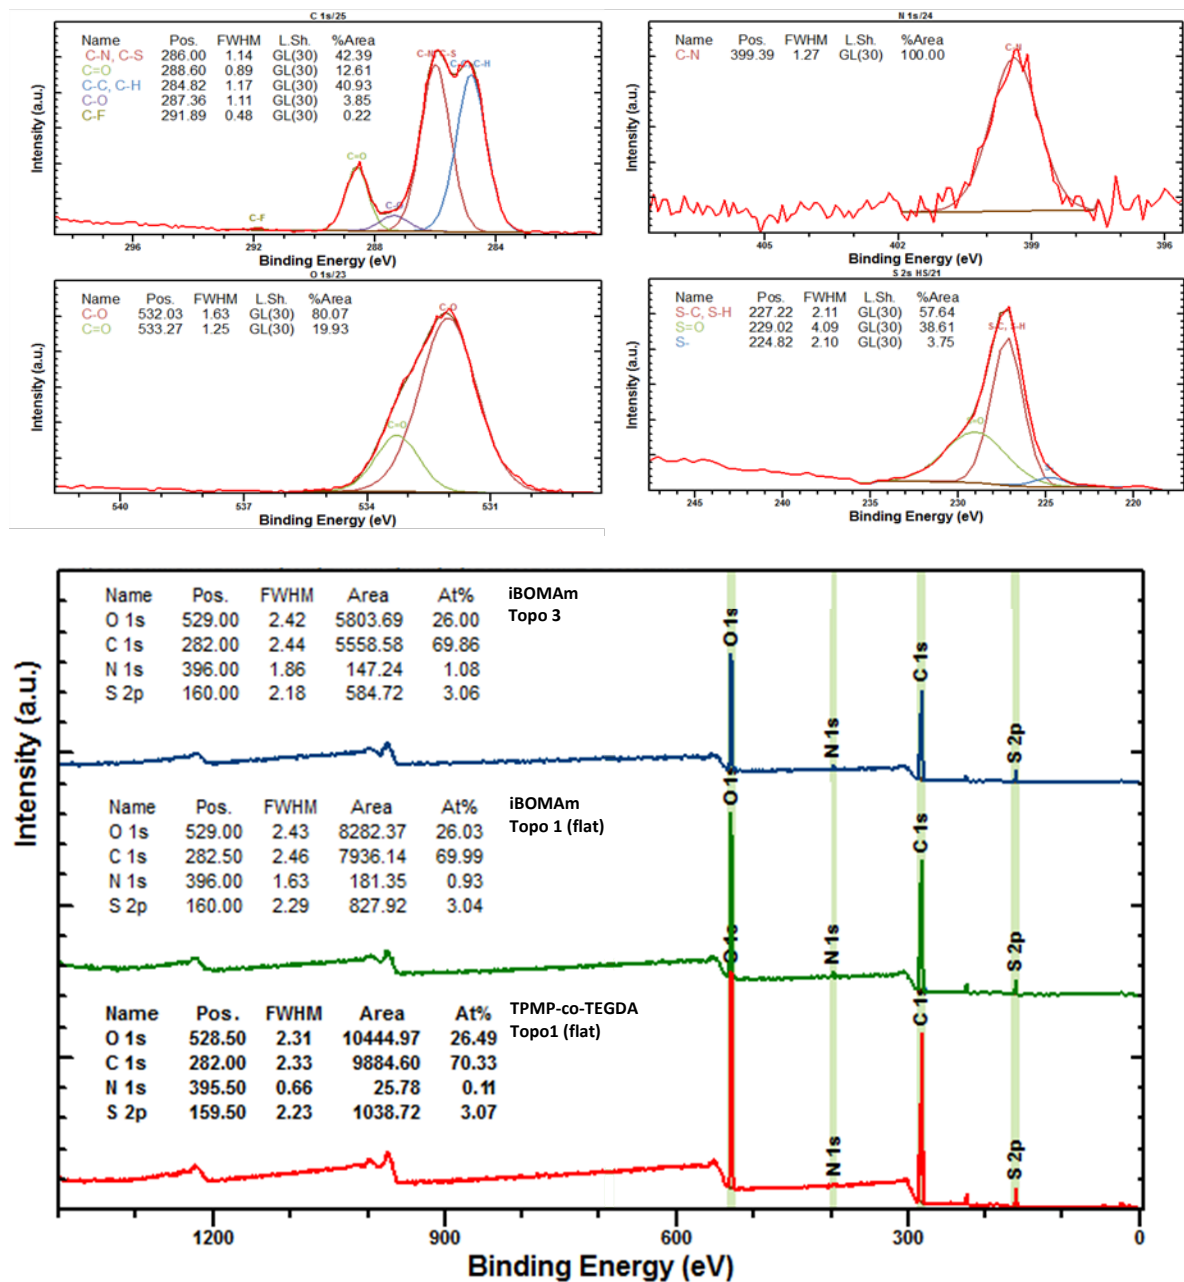 C 1s/25
Name Pos. FWHM L.Sh. %Area
C-N, C-S 286.00 1.14 GL(30) 42.39
C=O 288.60 0.89 GL(30) 12.61
C-C, C-H 284.82 1.17 GL(30) 40.93
C-O 287.36 1.11 GL(30) 3.85
C-F 291.89 0.48 GL(30) 0.22
C-N, C-S
C-C, C-H
C=O
C-O
C-F
Intensity (a.u.)
296 292 288 284
Binding Energy (eV)
N 1s/24
Name Pos. FWHM L.Sh. %Area
C-N 399.39 1.27 GL(30) 100.00
C-N
Intensity (a.u.)
405 402 399 396
Binding Energy (eV)
O 1s/23
Name Pos. FWHM L.Sh. %Area
C-O 532.03 1.63 GL(30) 80.07
C=O 533.27 1.25 GL(30) 19.93
C-O
C=O
Intensity (a.u.)
540 537 534 531
Binding Energy (eV)
S 2s HS/21
Name Pos. FWHM L.Sh. %Area
S-C, S-H 227.22 2.11 GL(30) 57.64
S=O 229.02 4.09 GL(30) 38.61
S- 224.82 2.10 GL(30) 3.75
S-C, S-H
S=O
S-
Intensity (a.u.)
245 240 235 230 225 220
Binding Energy (eV)
Name Pos. FWHM Area At%
O 1s 529.00 2.42 5803.69 26.00
C 1s 282.00 2.44 5558.58 69.86
N 1s 396.00 1.86 147.24 1.08
S 2p 160.00 2.18 584.72 3.06
iBOMAm
Topo 3
O 1s
N 1s
C 1s
S 2p
Name Pos. FWHM Area At%
O 1s 529.00 2.43 8282.37 26.03
C 1s 282.50 2.46 7936.14 69.99
N 1s 396.00 1.63 181.35 0.93
S 2p 160.00 2.29 827.92 3.04
iBOMAm
Topo 1 (flat)
O 1s
N 1s
C 1s
S 2p
Name Pos. FWHM Area At%
O 1s 528.50 2.31 10444.97 26.49
C 1s 282.00 2.33 9884.60 70.33
N 1s 395.50 0.66 25.78 0.11
S 2p 159.50 2.23 1038.72 3.07
TPMP-co-TEGDA
Topo1 (flat)
O 1s
N 1s
C 1s
S 2p
Intensity (a.u.)
1200 900 600 300 0
Binding Energy (eV)